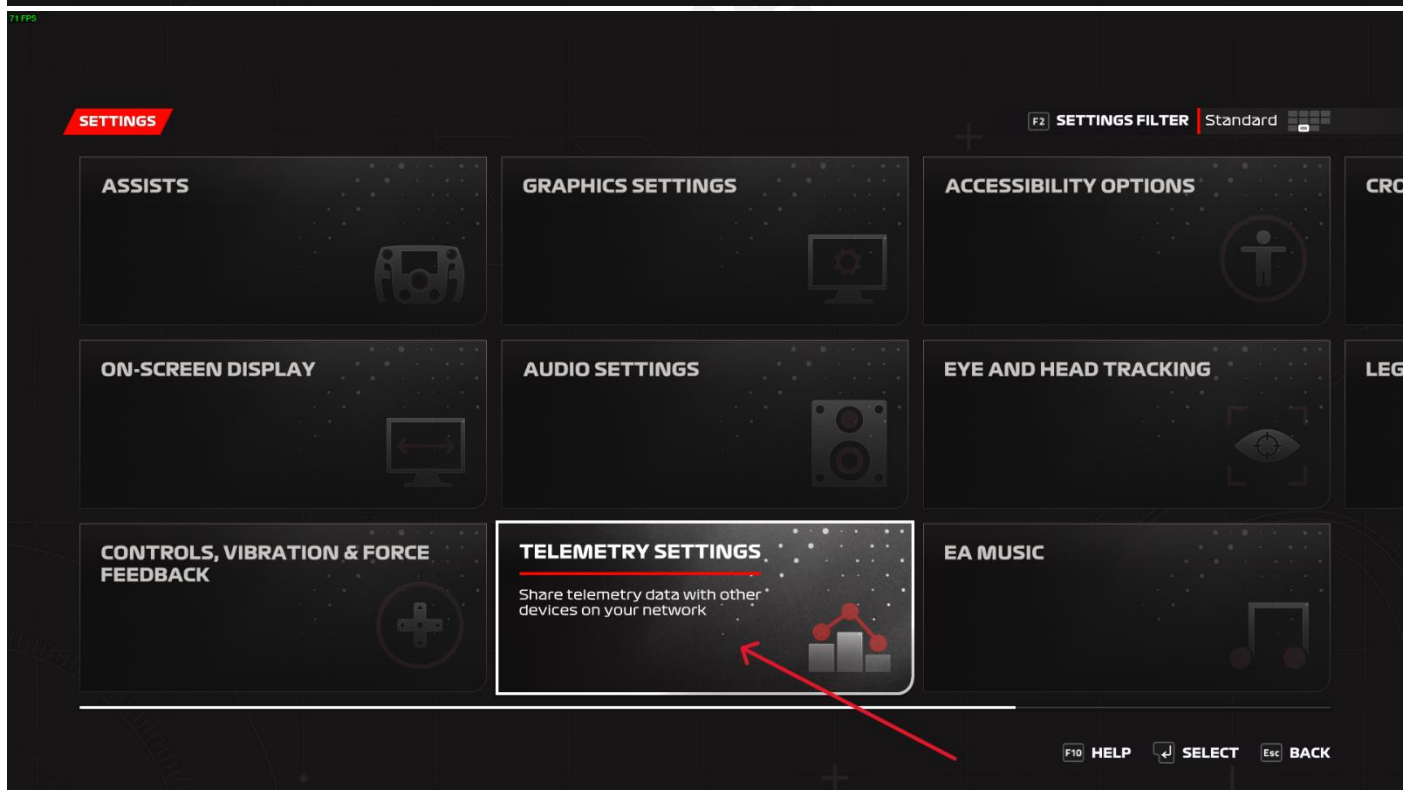 71 FPS
SETTINGS
F2 SETTINGS FILTER Standard
ASSISTS
GRAPHICS SETTINGS
ACCESSIBILITY OPTIONS
CRO
ON-SCREEN DISPLAY
AUDIO SETTINGS
EYE AND HEAD TRACKING
LEG
CONTROLS, VIBRATION & FORCE
FEEDBACK
TELEMETRY SETTINGS
Share telemetry data with other
devices on your network
EA MUSIC
F10 HELP SELECT Esc BACK